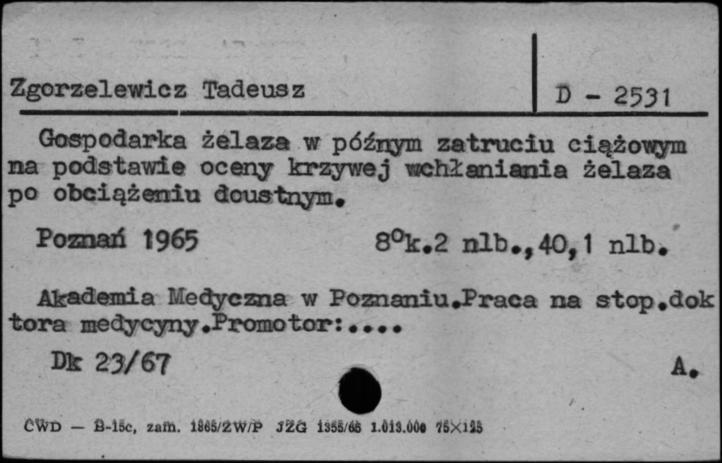 Zgorzelewicz Tadeusz
D - 2531
Gospodarka żelaza w późnym zatruciu ciążowym
na podstawie oceny krzywej wchłaniania żelaza
po obciążeniu doustnym.
Poznań 1965 8°k.2 nlb.,40,1 nlb.
Akademia Medyczna w Poznaniu.Praca na stop.dok
tora medycyny.Promotor:....
Dk 23/67 A.
CWD — B-15c, zam. 1865/ZW/P JZG 1355/65 1.013.000 75×125